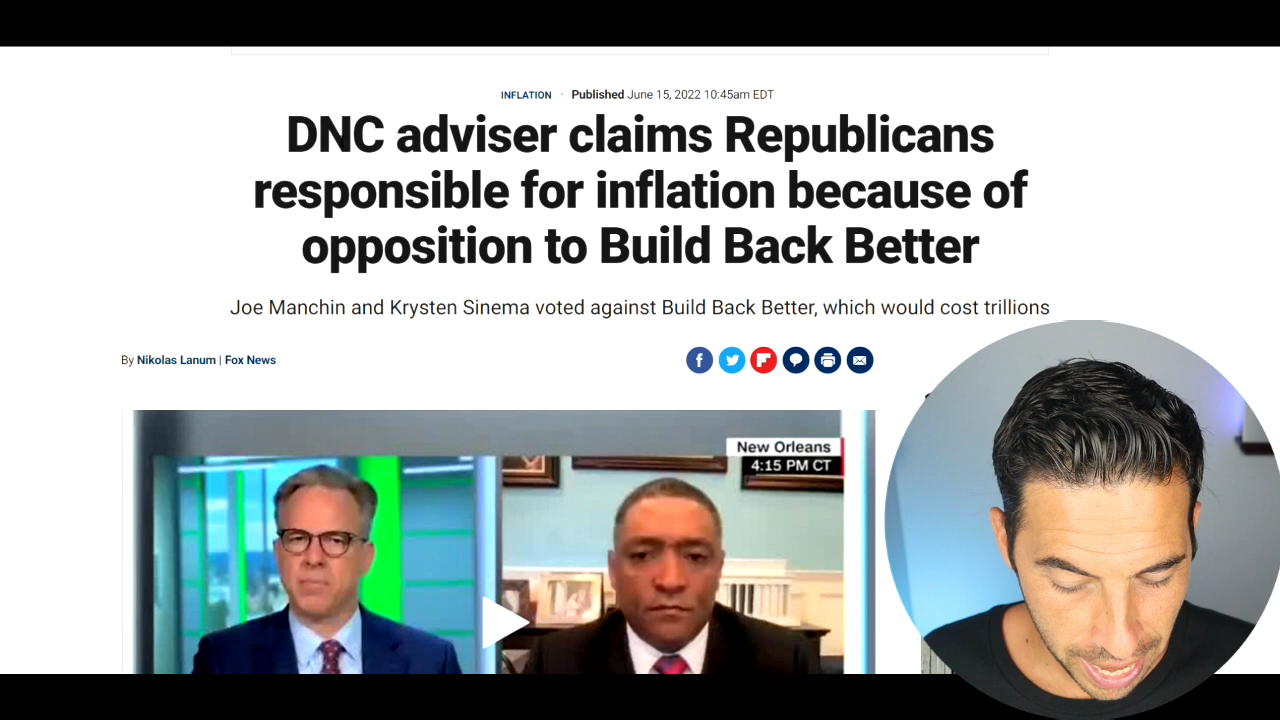 INFLATION · Published June 15, 2022 10:45am EDT
DNC adviser claims Republicans
responsible for inflation because of
opposition to Build Back Better
Joe Manchin and Krysten Sinema voted against Build Back Better, which would cost trillions
By Nikolas Lanum | Fox News
New Orleans
4:15 PM CT